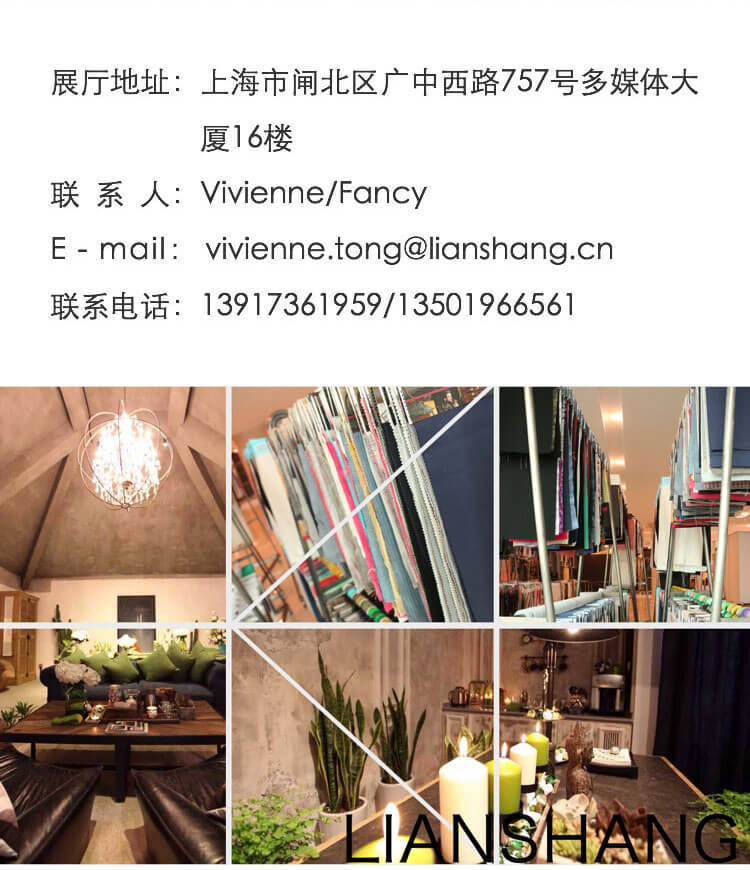 展厅地址：上海市闸北区广中西路757号多媒体大
厦16楼
联 系 人：Vivienne/Fancy
E - mail： vivienne.tong@lianshang.cn
联系电话：13917361959/13501966561
LIANSHANG